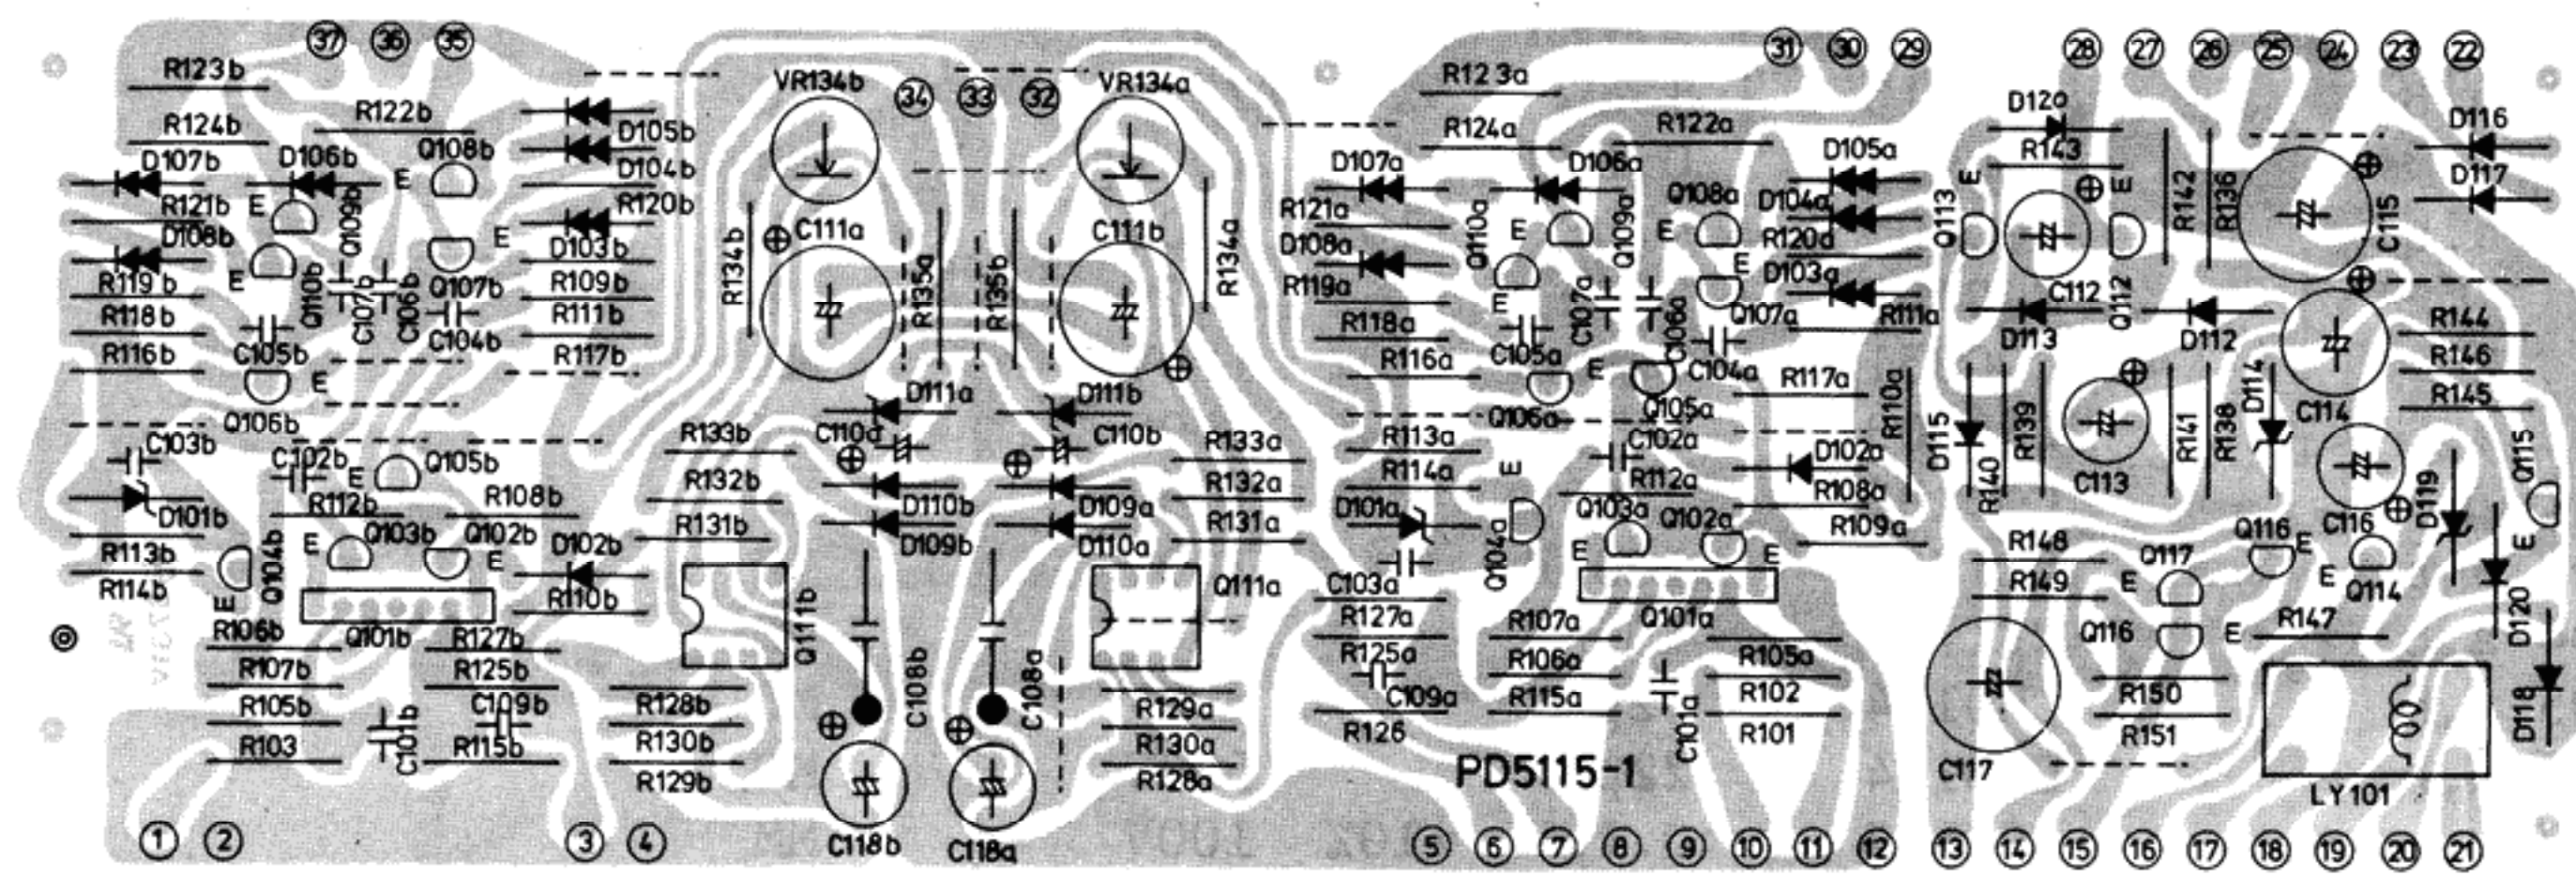 37 36 35
31 30 29 28 27 26 25 24 23 22
R123b VR134b 34 33 32 VR134a R123a
R124b R122b D105b R124a R122a D120 D116
D107b D106b E Q108b D104b D107a D106a D105a R143 D117
R121b E Q109b R120b R121a E Q109a Q108a D104a Q113 E E R142 R136 C115
D108b E D103b R134b C111a R135a R135b C111b R134a D108a Q110a E R120a
R119b E Q110b C107b C106b Q107b R109b R119a E C107a C106a E D103a C112 Q112
R118b C104b R111b R118a Q107a R111a D113 D112 R144
R116b C105b R117b R116a C105a E C104a R117a R110a D114 R146
Q106b E D111a D111b Q106a Q105a C114 R145
C103b C102b Q105b R133b C110a C110b R133a R113a C102a D102a D115 R140 R139 C113 R141 R138 Q115
D101b E R112b R108b R132b D110b D109a R132a R114a E R112a R108a D119
R113b Q104b E Q103b Q102b E D102b R131b D109b D110a R131a D101a Q104a Q103a Q102a R109a R148 Q117 Q116 E C116 E
R114b E R110b Q111b Q111a C103a E E R149 E E Q114 D120
R106b Q101b R127b R127a R107a Q101a Q116 E R147
R107b R125b C108b C108a R125a R106a R105a D118
R105b C101b C109b R128b R129a C109a R115a C101a R102 R150
R103 R115b R130b R130a R126 R101 R151
R129b R128a PD5115-1 C117 LY101
C118b C118a
1 2 3 4 5 6 7 8 9 10 11 12 13 14 15 16 17 18 19 20 21